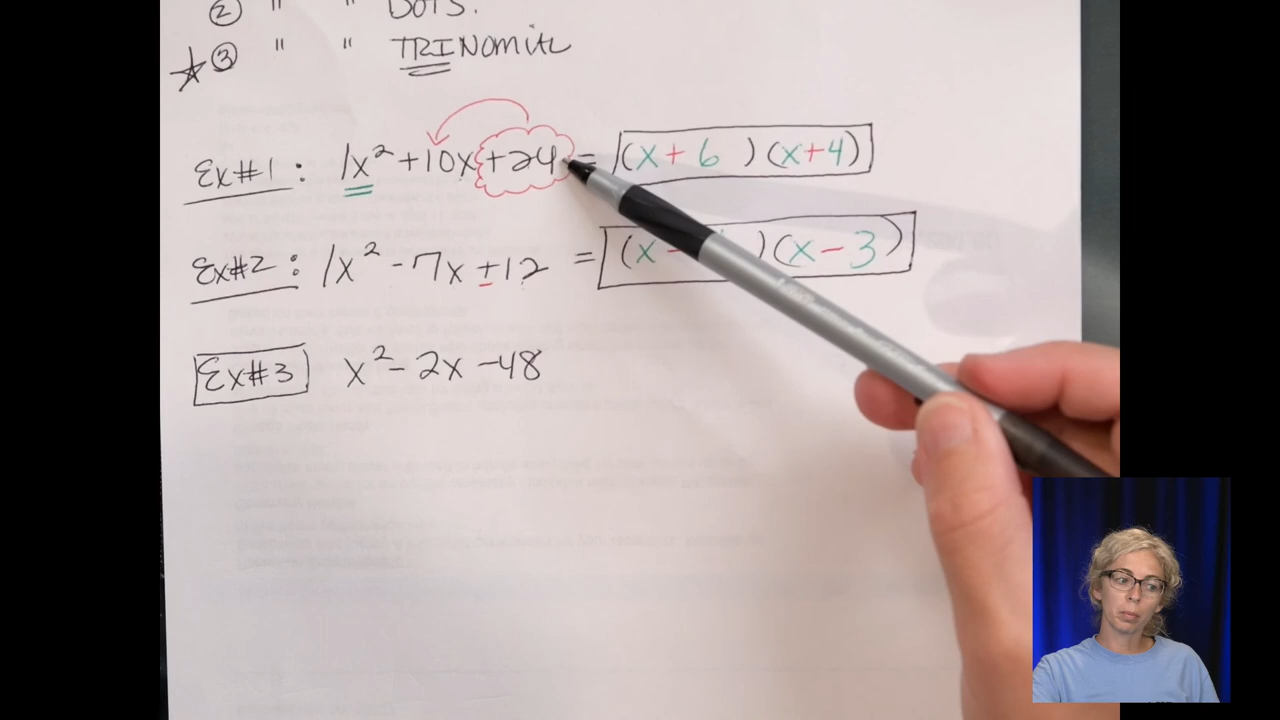 ② " " DOTS.
☆③ " " TRINOMIAL
Ex#1: 1x² + 10x + 24 = (x + 6 )(x + 4)
Ex#2: 1x² - 7x + 12 = (x - )(x - 3)
Ex#3 x² - 2x - 48